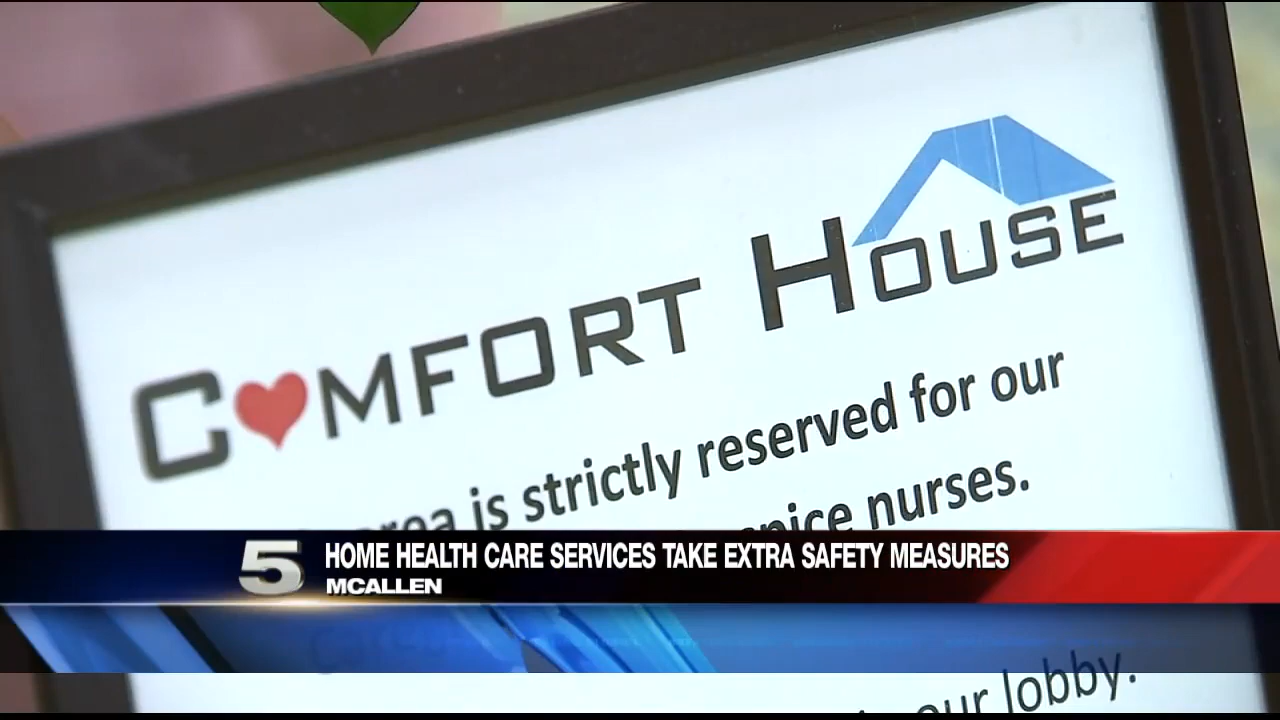 C♥MFORT HOUSE
area is strictly reserved for our
nurses.
5
HOME HEALTH CARE SERVICES TAKE EXTRA SAFETY MEASURES
MCALLEN
our lobby.